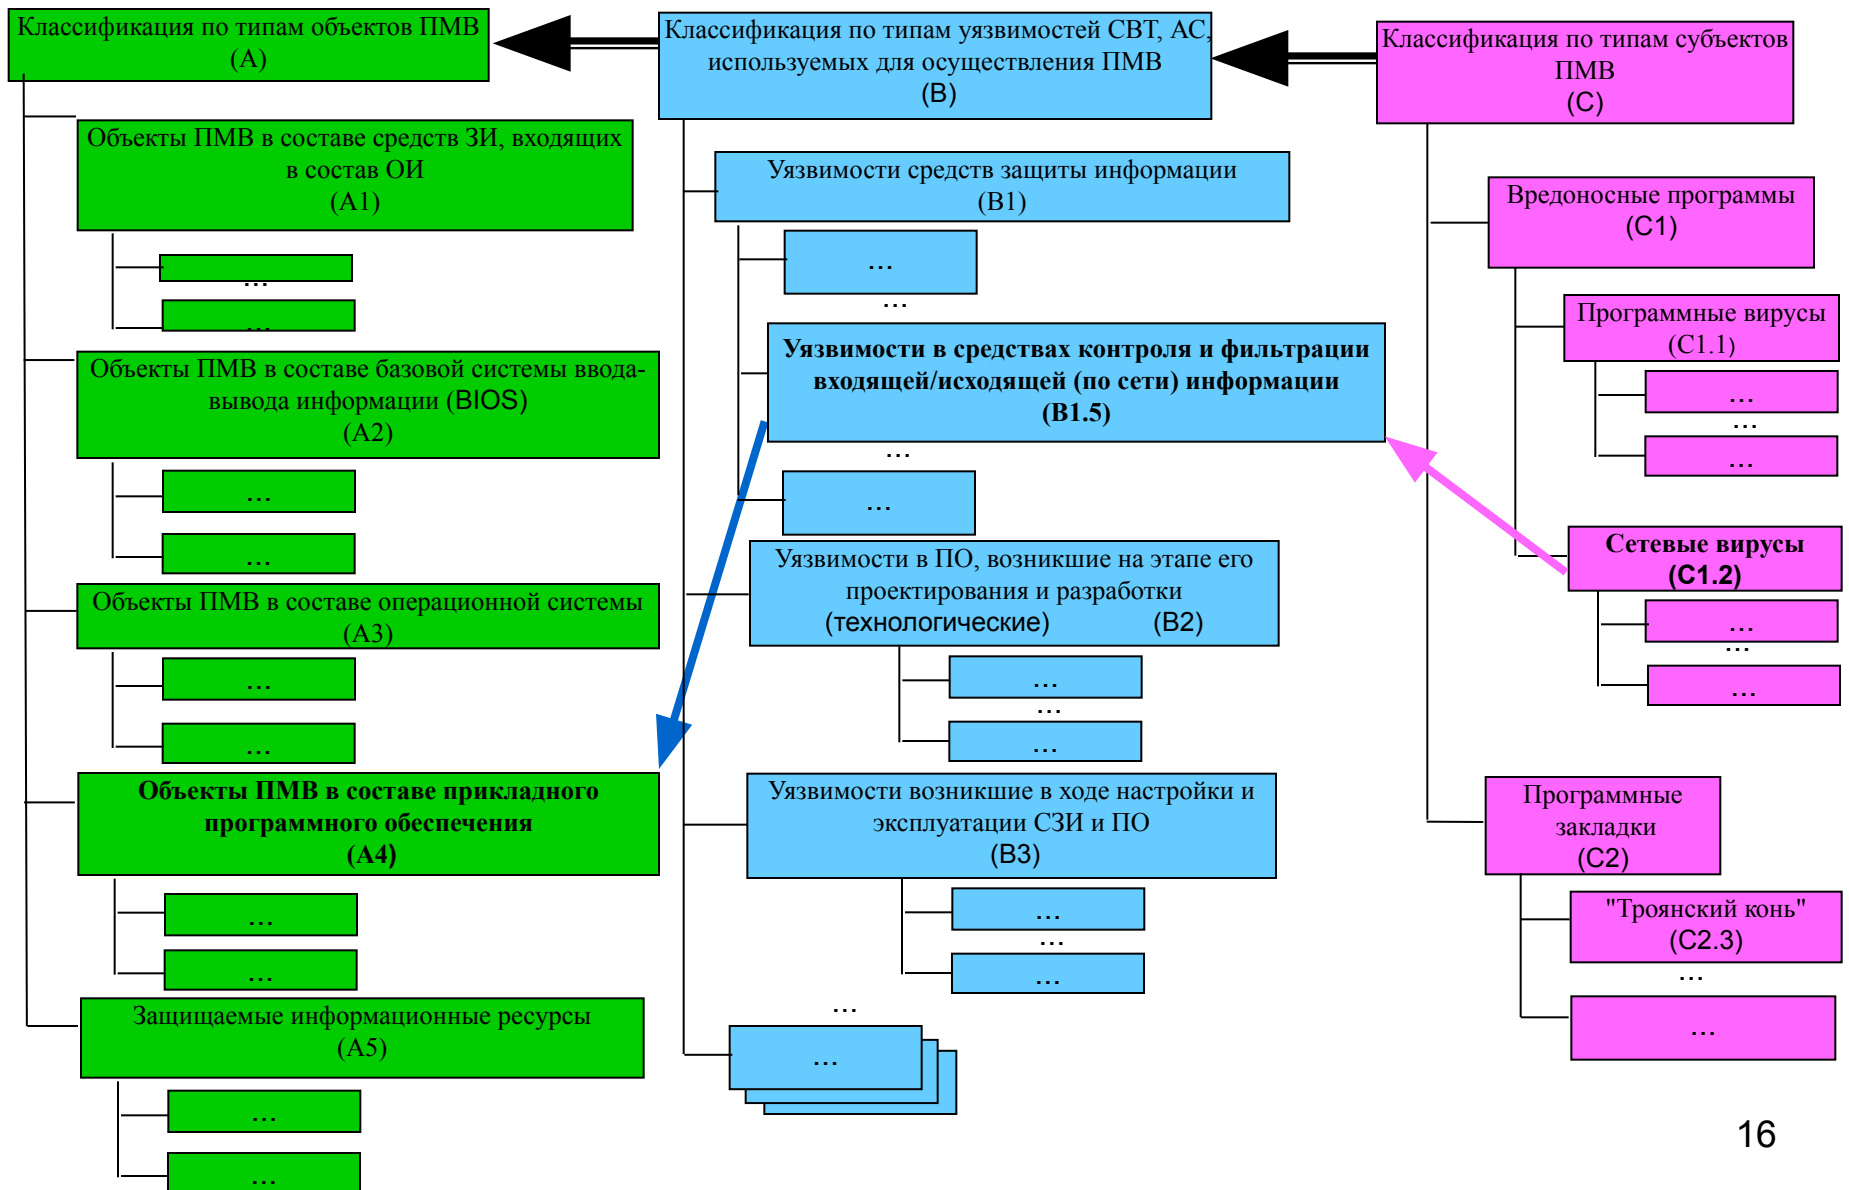 Классификация по типам объектов ПМВ
(А)
Объекты ПМВ в составе средств ЗИ, входящих
в состав ОИ
(А1)
...
...
Объекты ПМВ в составе базовой системы ввода-
вывода информации (BIOS)
(А2)
...
...
Объекты ПМВ в составе операционной системы
(А3)
...
...
Объекты ПМВ в составе прикладного
программного обеспечения
(А4)
...
...
Защищаемые информационные ресурсы
(А5)
...
...
Классификация по типам уязвимостей СВТ, АС,
используемых для осуществления ПМВ
(В)
Уязвимости средств защиты информации
(В1)
...
...
Уязвимости в средствах контроля и фильтрации
входящей/исходящей (по сети) информации
(В1.5)
...
...
Уязвимости в ПО, возникшие на этапе его
проектирования и разработки
(технологические) (В2)
...
...
...
Уязвимости возникшие в ходе настройки и
эксплуатации СЗИ и ПО
(В3)
...
...
...
...
...
Классификация по типам субъектов
ПМВ
(С)
Вредоносные программы
(С1)
Программные вирусы
(С1.1)
...
...
...
Сетевые вирусы
(С1.2)
...
...
...
Программные
закладки
(С2)
"Троянский конь"
(С2.3)
...
...
16